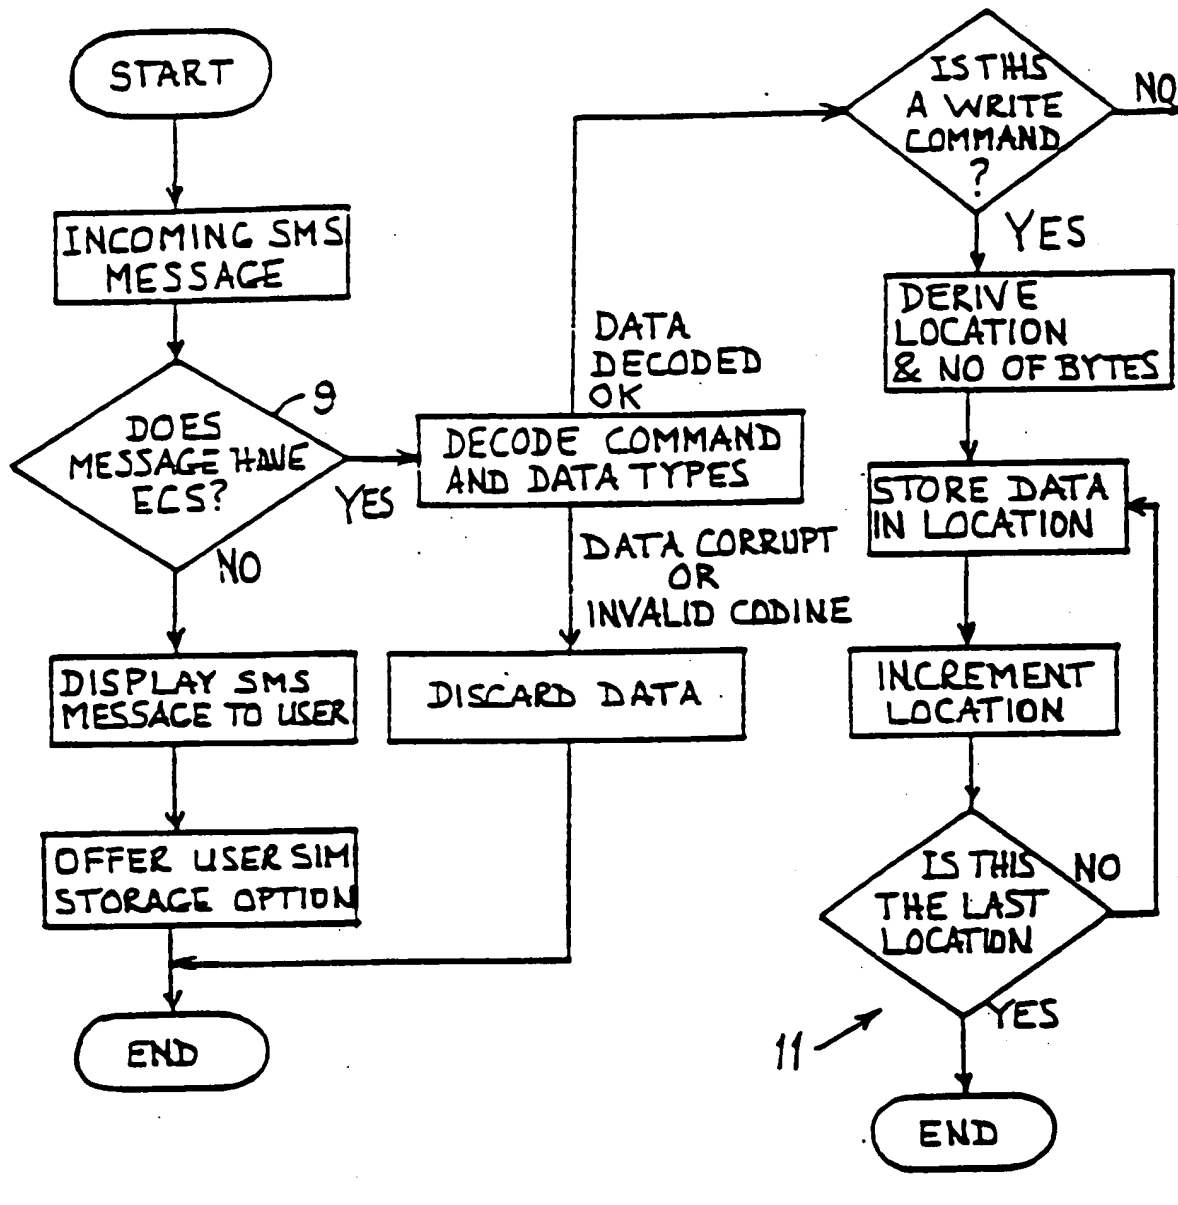 START
INCOMING SMS
MESSAGE
9
DOES
MESSAGE HAVE
ECS?
YES
NO
DISPLAY SMS
MESSAGE TO USER
OFFER USER SIM
STORAGE OPTION
END
DATA
DECODED
OK
DECODE COMMAND
AND DATA TYPES
DATA CORRUPT
OR
INVALID CODINE
DISCARD DATA
IS THIS
A WRITE
COMMAND
?
NO
YES
DERIVE
LOCATION
& NO OF BYTES
STORE DATA
IN LOCATION
INCREMENT
LOCATION
IS THIS
THE LAST
LOCATION
NO
YES
11
END